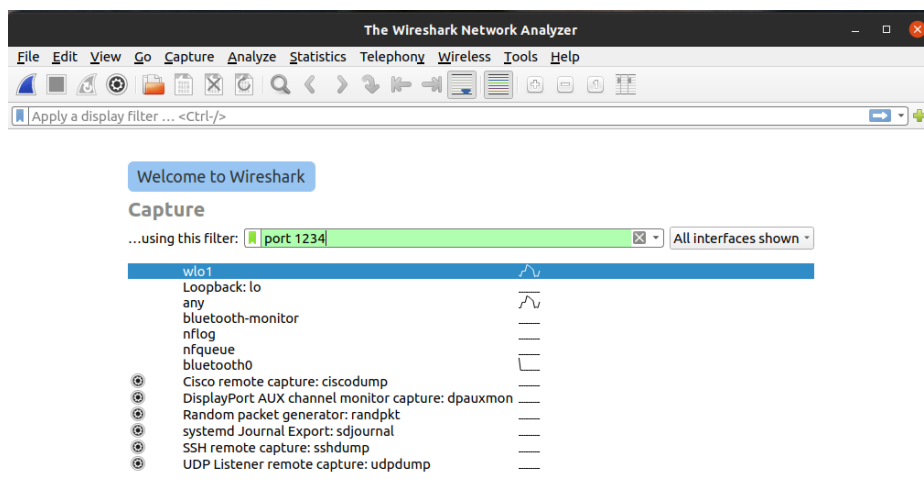 The Wireshark Network Analyzer
File Edit View Go Capture Analyze Statistics Telephony Wireless Tools Help
Apply a display filter … <Ctrl-/>
Welcome to Wireshark
Capture
…using this filter: port 1234 All interfaces shown
wlo1
Loopback: lo
any
bluetooth-monitor
nflog
nfqueue
bluetooth0
Cisco remote capture: ciscodump
DisplayPort AUX channel monitor capture: dpauxmon
Random packet generator: randpkt
systemd Journal Export: sdjournal
SSH remote capture: sshdump
UDP Listener remote capture: udpdump